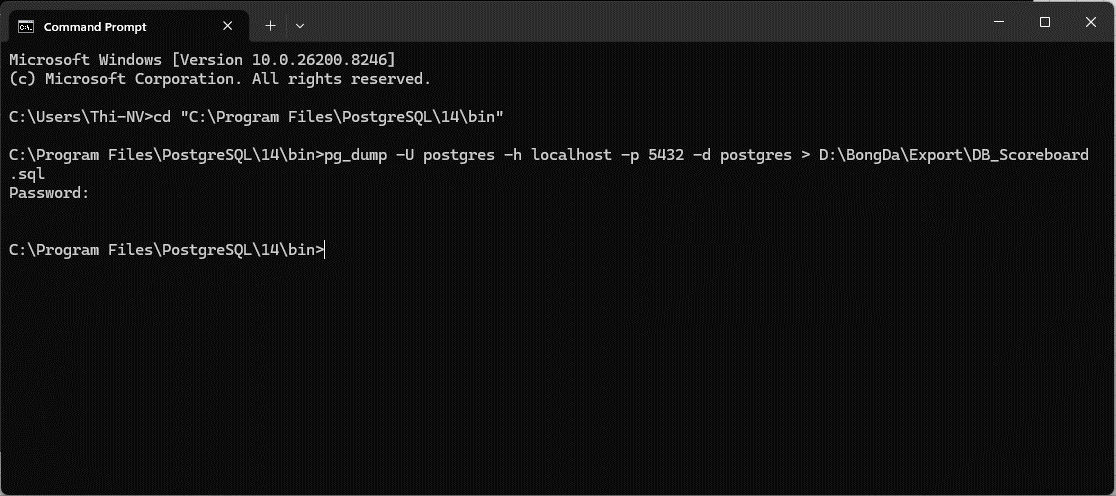 Command Prompt
Microsoft Windows [Version 10.0.26200.8246]
(c) Microsoft Corporation. All rights reserved.
C:\Users\Thi-NV>cd "C:\Program Files\PostgreSQL\14\bin"
C:\Program Files\PostgreSQL\14\bin>pg_dump -U postgres -h localhost -p 5432 -d postgres > D:\BongDa\Export\DB_Scoreboard
.sql
Password:
C:\Program Files\PostgreSQL\14\bin>